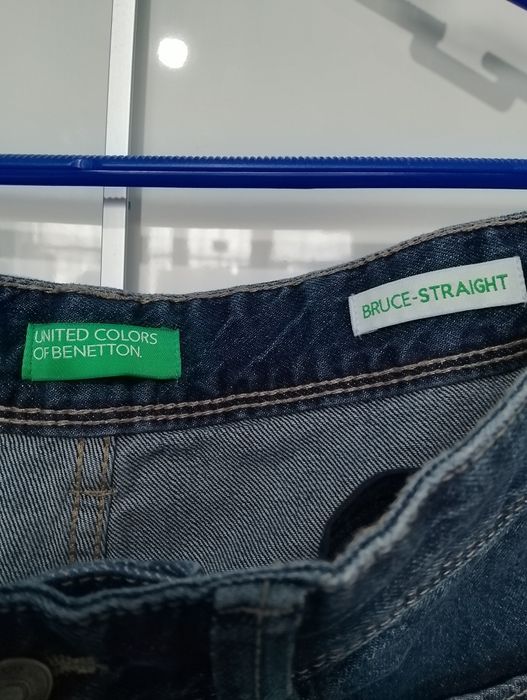 UNITED COLORS
OF BENETTON.
BRUCE-STRAIGHT